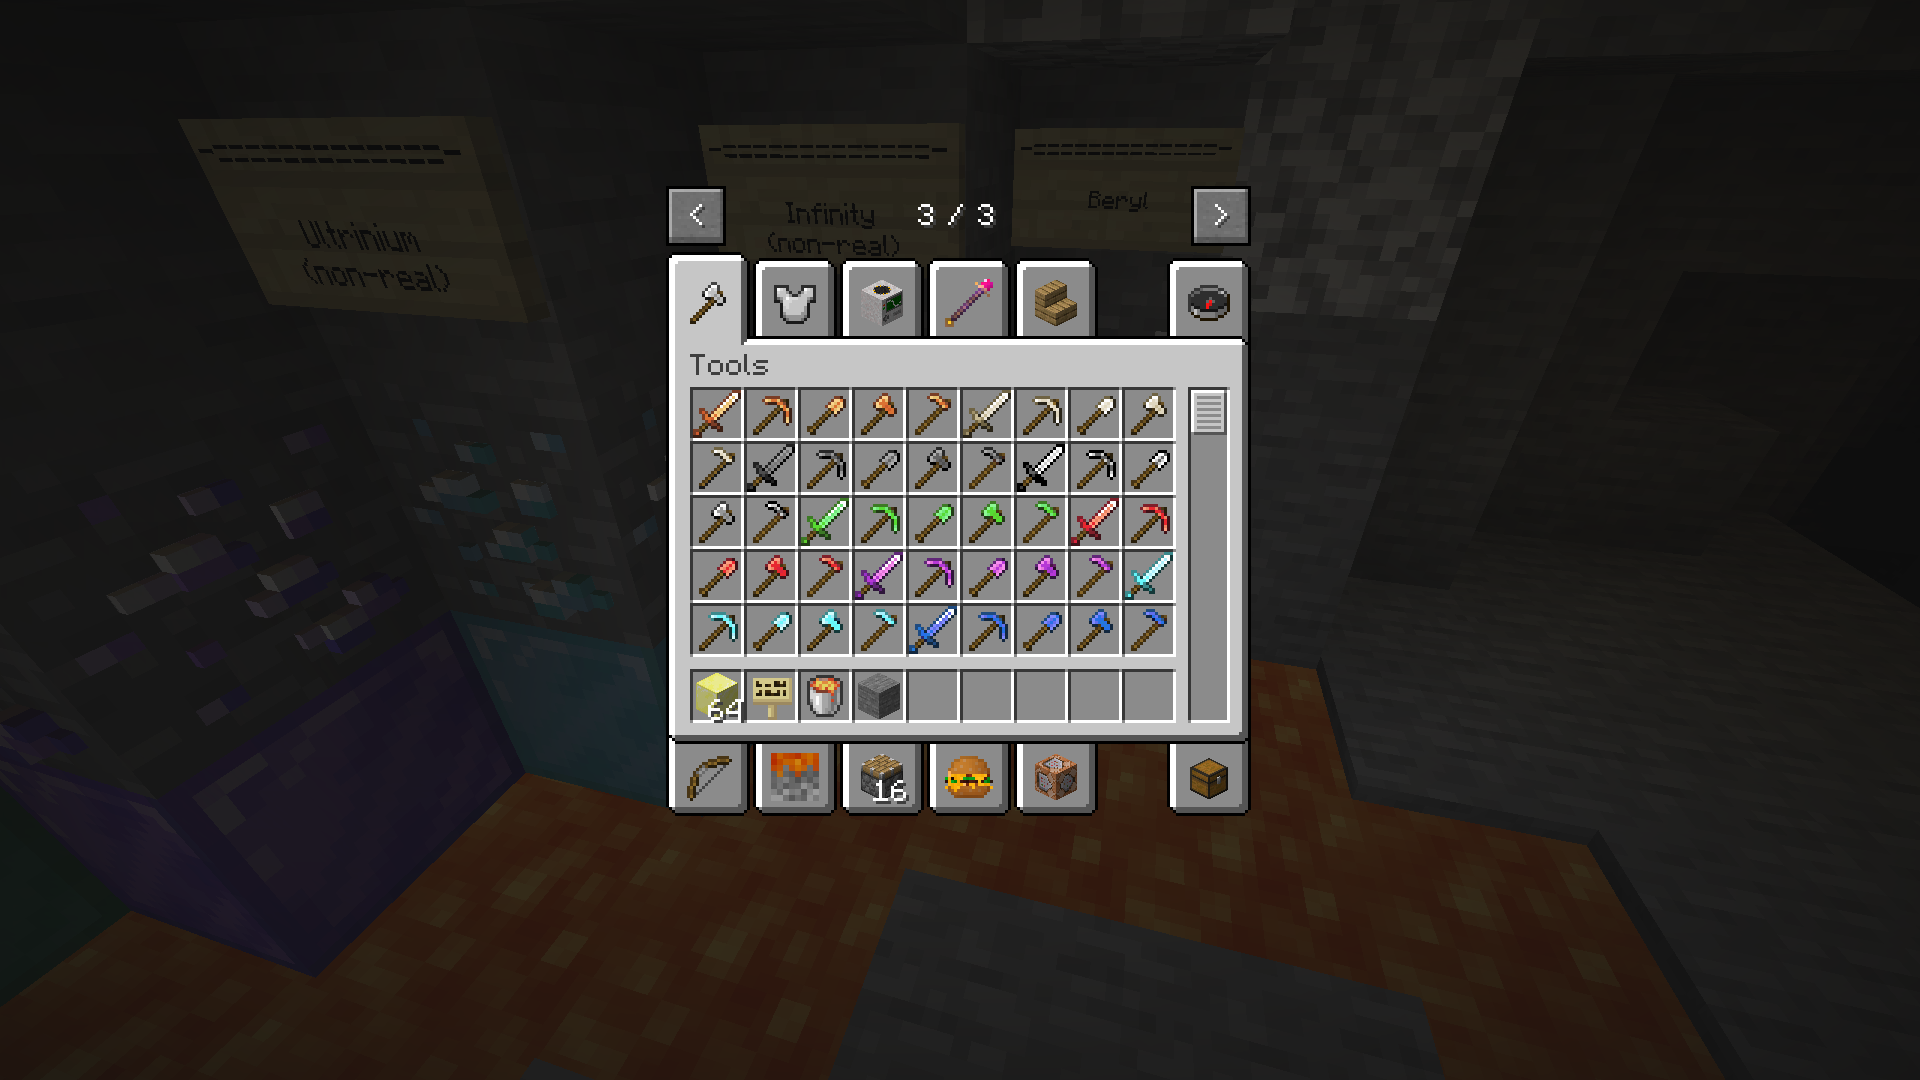 Ultrinium
(non-real)
Infinity
(non-real)
Beryl
< 3 / 3 >
Tools
64
16